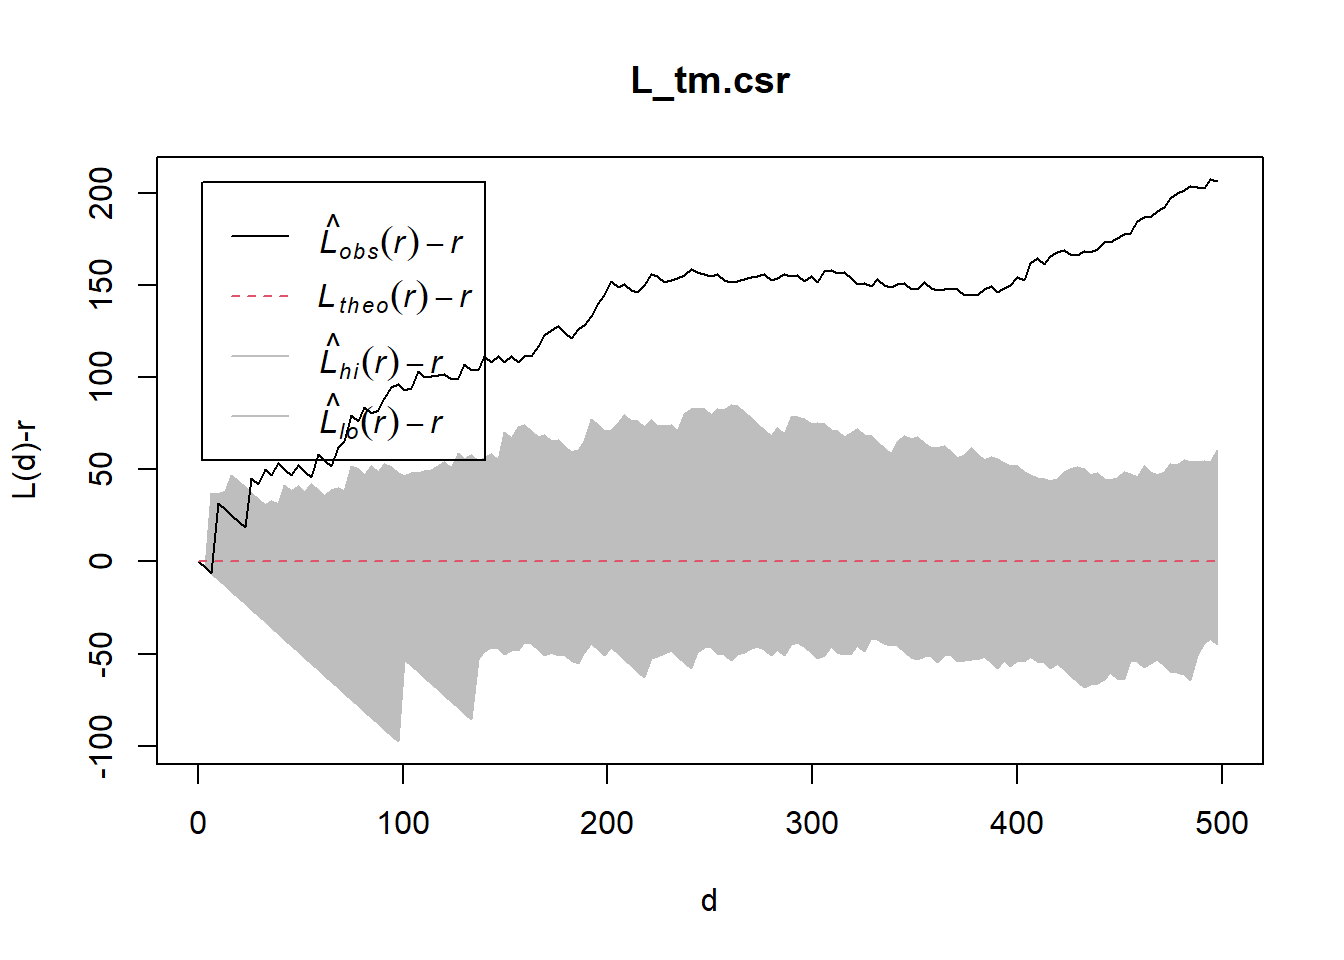 L_tm.csr
L̂obs(r) − r
Ltheo(r) − r
L̂hi(r) − r
L̂lo(r) − r
L(d)-r
200
150
100
50
0
-50
-100
0 100 200 300 400 500
d